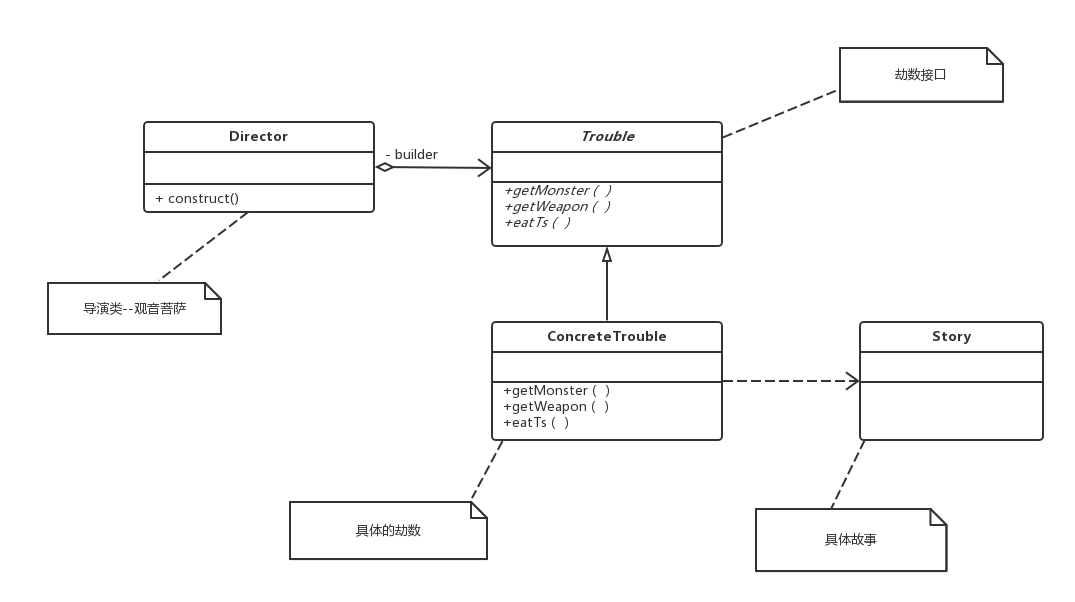 劫数接口
Director
- builder
Trouble
+ construct()
+getMonster ( )
+getWeapon ( )
+eatTs ( )
导演类--观音菩萨
ConcreteTrouble
Story
+getMonster ( )
+getWeapon ( )
+eatTs ( )
具体的劫数
具体故事